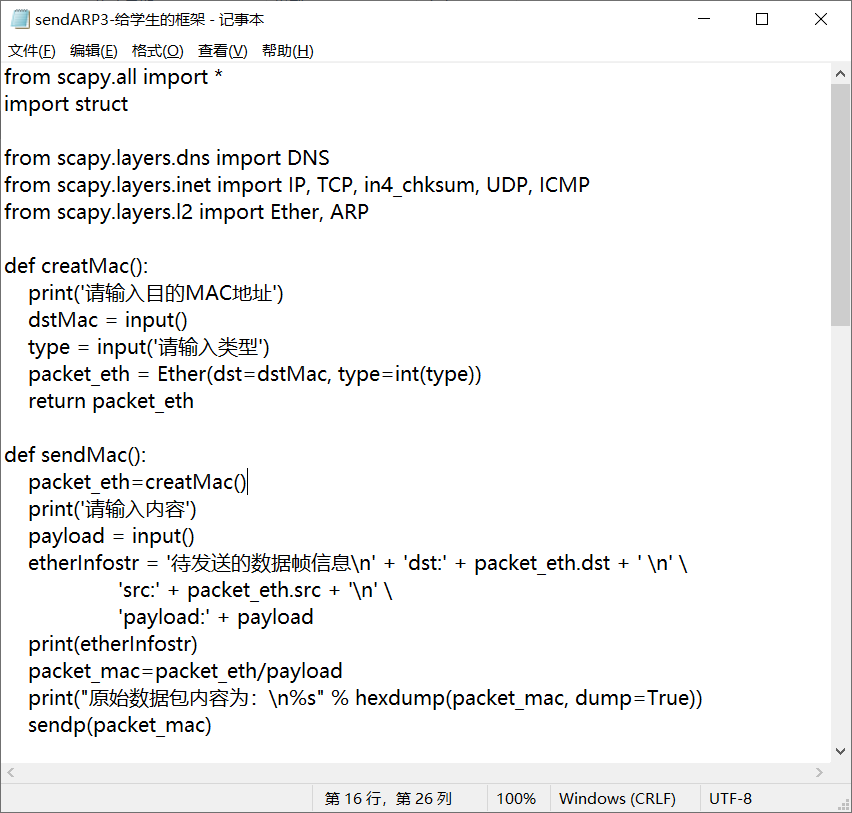 sendARP3-给学生的框架 - 记事本
文件(F) 编辑(E) 格式(O) 查看(V) 帮助(H)
from scapy.all import *
import struct
from scapy.layers.dns import DNS
from scapy.layers.inet import IP, TCP, in4_chksum, UDP, ICMP
from scapy.layers.l2 import Ether, ARP
def creatMac():
    print('请输入目的MAC地址')
    dstMac = input()
    type = input('请输入类型')
    packet_eth = Ether(dst=dstMac, type=int(type))
    return packet_eth
def sendMac():
    packet_eth=creatMac()
    print('请输入内容')
    payload = input()
    etherInfostr = '待发送的数据帧信息\n' + 'dst:' + packet_eth.dst + ' \n' \
                   'src:' + packet_eth.src + '\n' \
                   'payload:' + payload
    print(etherInfostr)
    packet_mac=packet_eth/payload
    print("原始数据包内容为：\n%s" % hexdump(packet_mac, dump=True))
    sendp(packet_mac)
第 16 行，第 26 列 100% Windows (CRLF) UTF-8